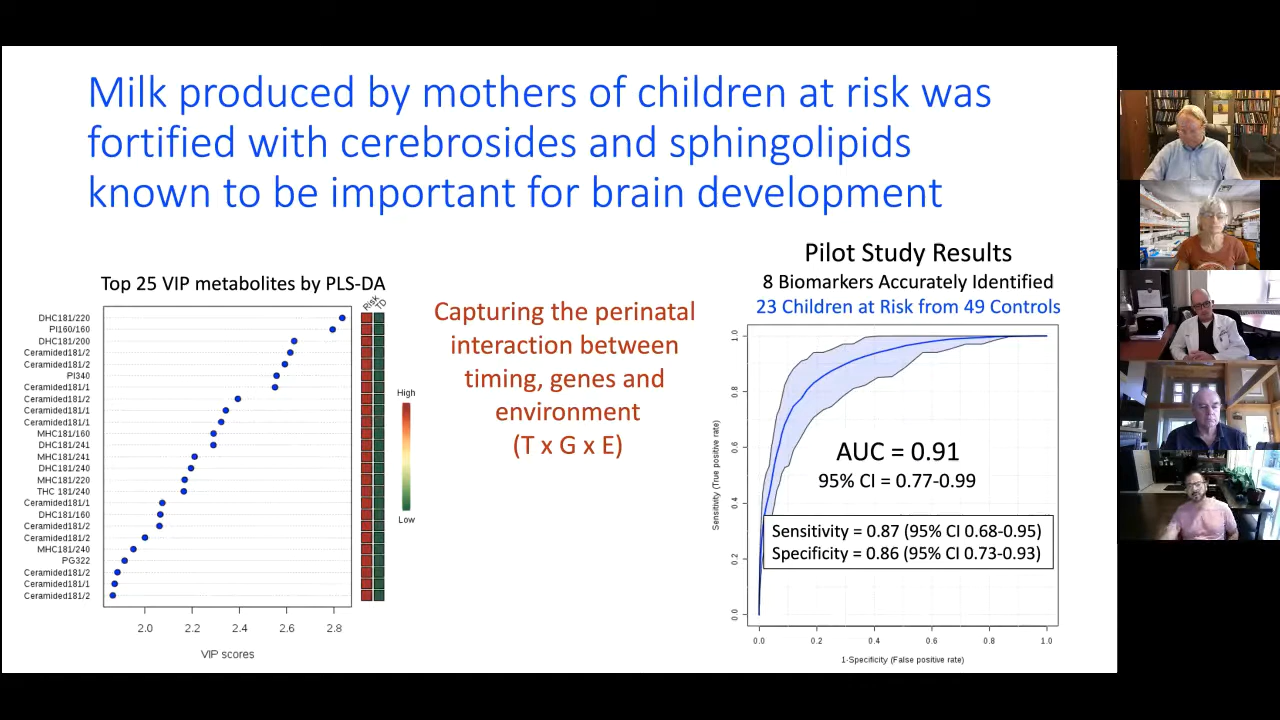 Milk produced by mothers of children at risk was
fortified with cerebrosides and sphingolipids
known to be important for brain development
Top 25 VIP metabolites by PLS-DA
Risk
TD
DHC181/220
PI160/160
DHC181/200
Ceramided181/2
Ceramided181/2
PI340
Ceramided181/1
Ceramided181/2
Ceramided181/1
Ceramided181/1
MHC181/160
DHC181/241
MHC181/241
DHC181/240
MHC181/220
THC 181/240
Ceramided181/1
DHC181/160
Ceramided181/2
Ceramided181/2
MHC181/240
PG322
Ceramided181/2
Ceramided181/1
Ceramided181/2
2.0 2.2 2.4 2.6 2.8
VIP scores
High
Low
Capturing the perinatal
interaction between
timing, genes and
environment
(T x G x E)
Pilot Study Results
8 Biomarkers Accurately Identified
23 Children at Risk from 49 Controls
Sensitivity (True positive rate)
1.0
0.8
0.6
0.4
0.2
0.0
AUC = 0.91
95% CI = 0.77-0.99
Sensitivity = 0.87 (95% CI 0.68-0.95)
Specificity = 0.86 (95% CI 0.73-0.93)
0.0 0.2 0.4 0.6 0.8 1.0
1-Specificity (False positive rate)